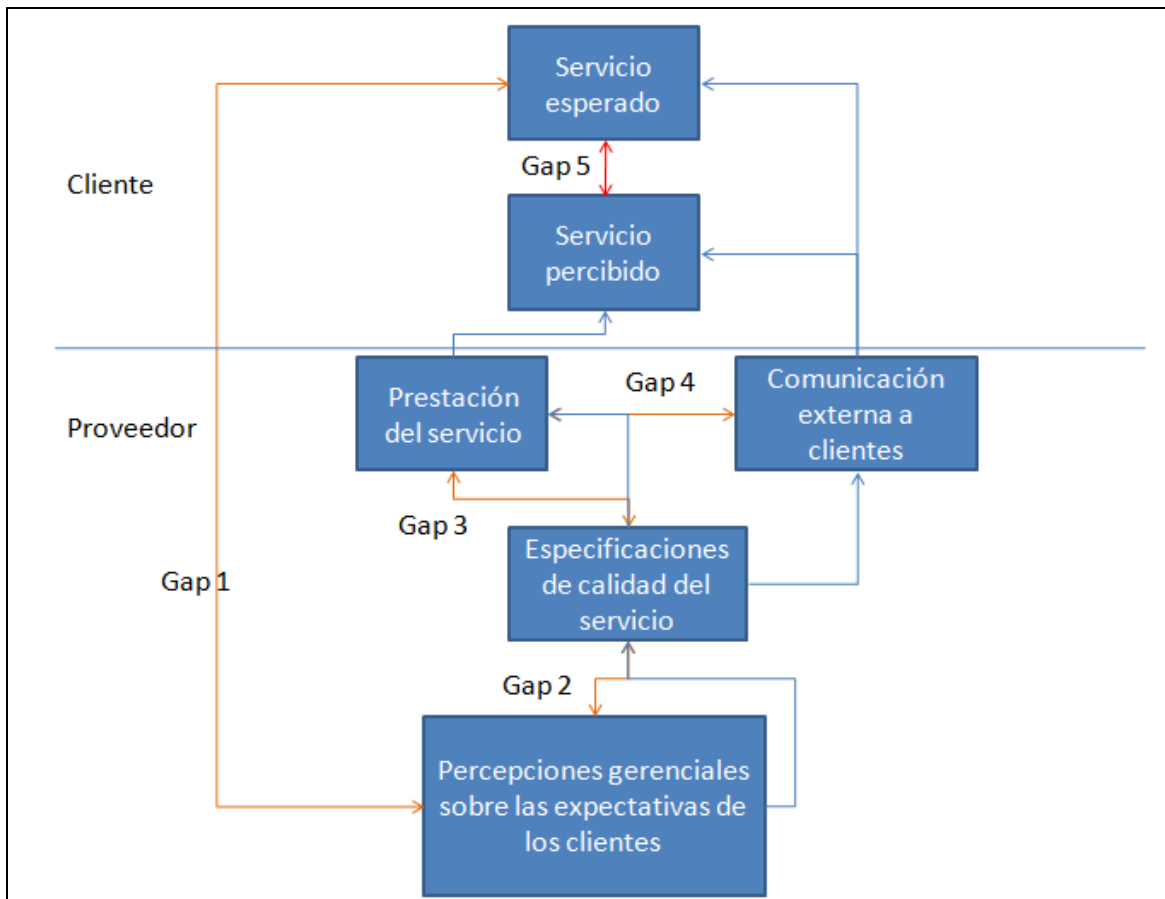 Servicio
esperado
Gap 5
Cliente
Servicio
percibido
Prestación
del servicio
Gap 4
Comunicación
externa a
clientes
Proveedor
Gap 3
Especificaciones
de calidad del
servicio
Gap 1
Gap 2
Percepciones gerenciales
sobre las expectativas de
los clientes